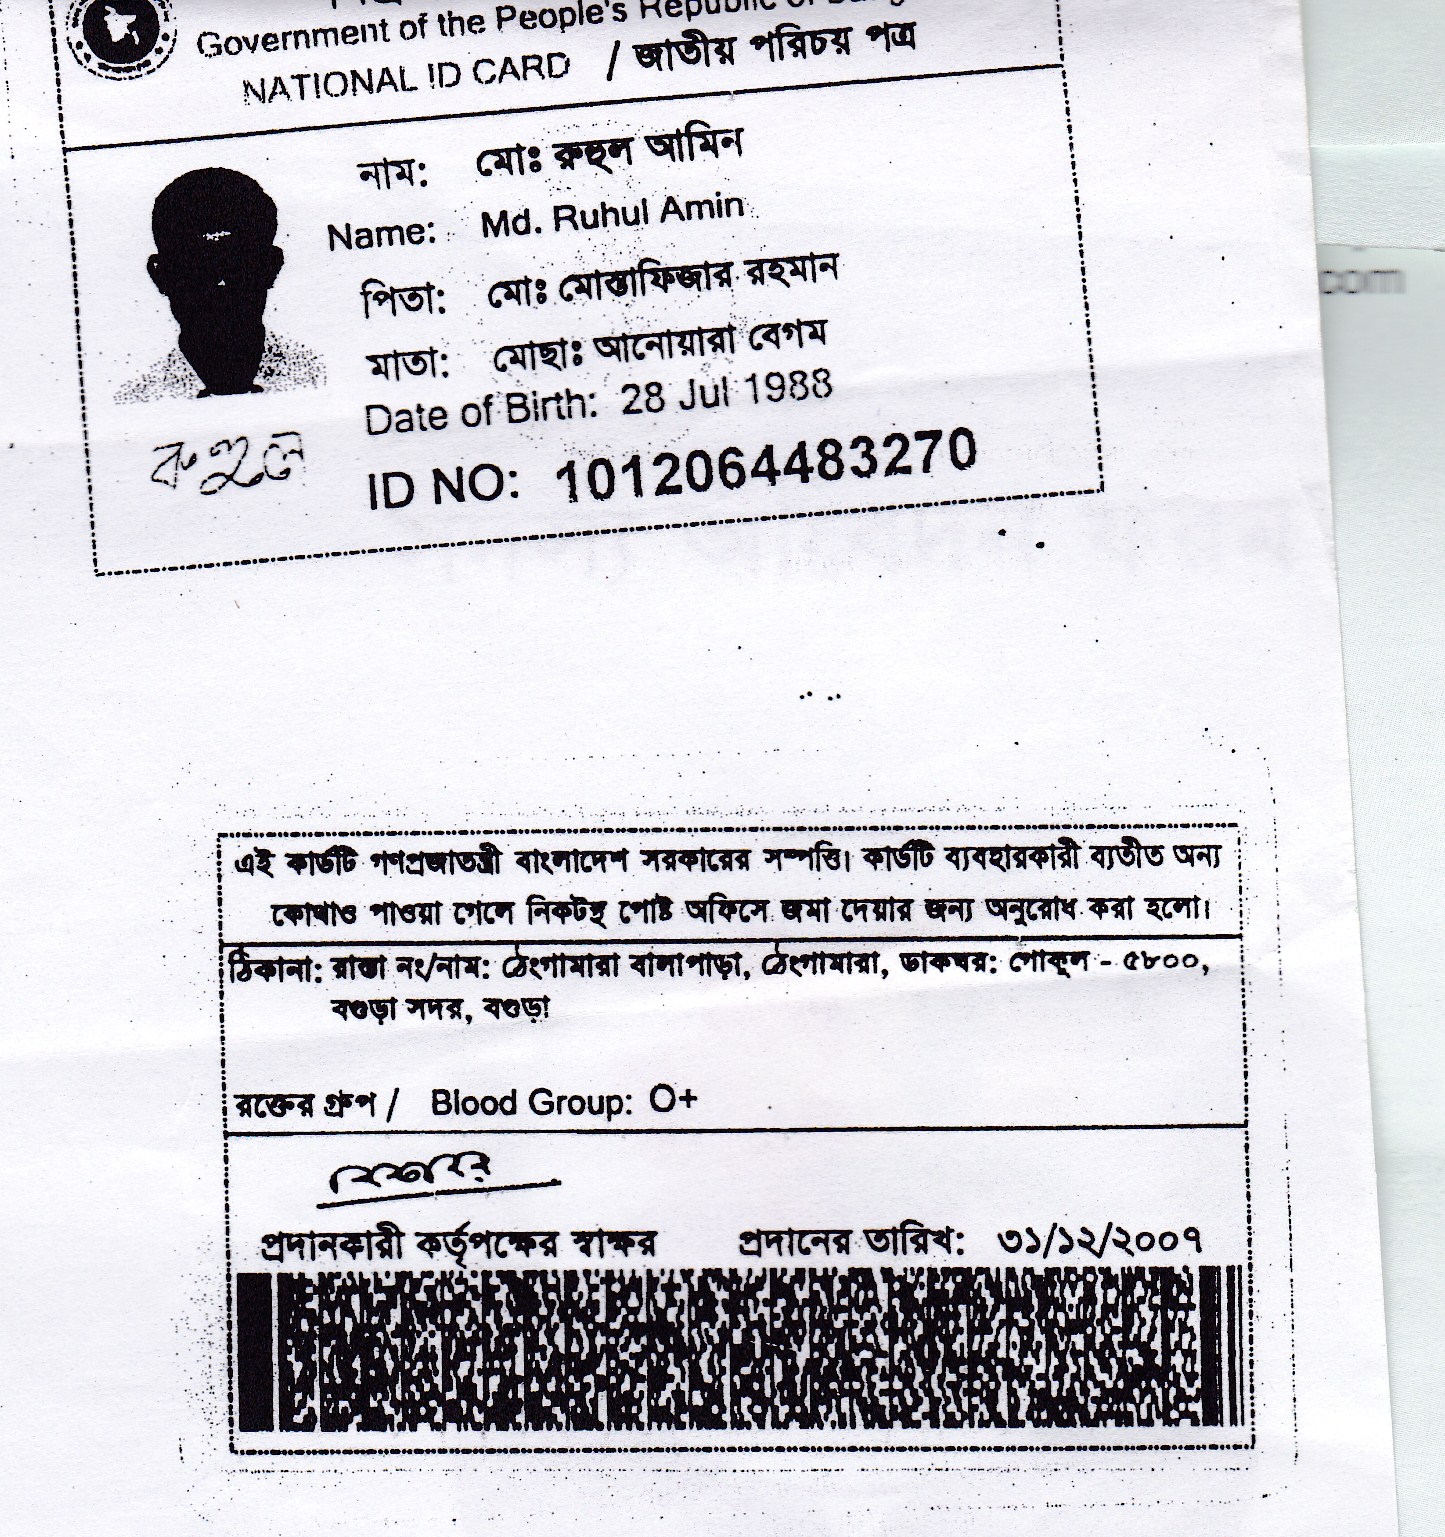 Government of the People's Republic of
NATIONAL ID CARD / জাতীয় পরিচয় পত্র
নাম: মোঃ রুহুল আমিন
Name: Md. Ruhul Amin
পিতা: মোঃ মোস্তাফিজার রহমান
মাতা: মোছাঃ আনোয়ারা বেগম
Date of Birth: 28 Jul 1988
রুহুল
ID NO: 1012064483270
com
এই কার্ডটি গণপ্রজাতন্ত্রী বাংলাদেশ সরকারের সম্পত্তি। কার্ডটি ব্যবহারকারী ব্যতীত অন্য
কোথাও পাওয়া গেলে নিকটস্থ পোষ্ট অফিসে জমা দেয়ার জন্য অনুরোধ করা হলো।
ঠিকানা: রাস্তা নং/নাম: ঠেংগামারা বালাপাড়া, ঠেংগামারা, ডাকঘর: গোকুল - ৫৮০০,
বগুড়া সদর, বগুড়া
রক্তের গ্রুপ / Blood Group: O+
প্রদানকারী কর্তৃপক্ষের স্বাক্ষর প্রদানের তারিখ: ৩১/১২/২০০৭